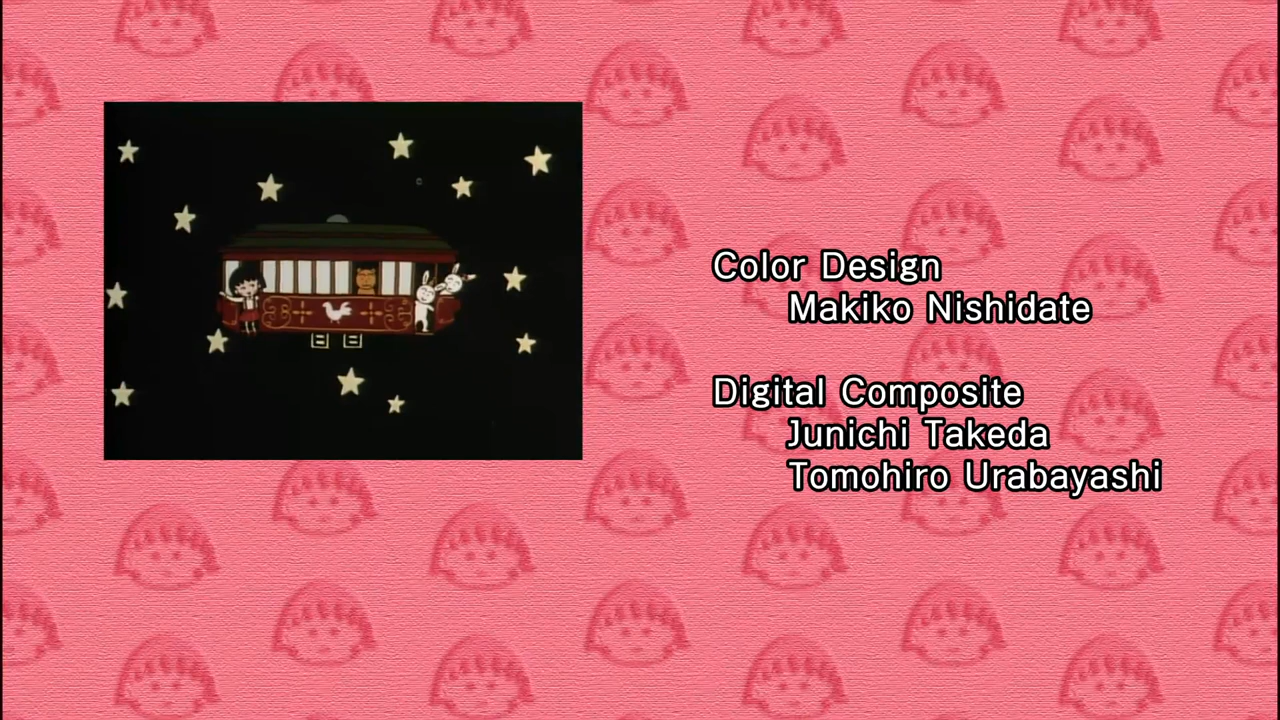 Color Design
Makiko Nishidate
Digital Composite
Junichi Takeda
Tomohiro Urabayashi